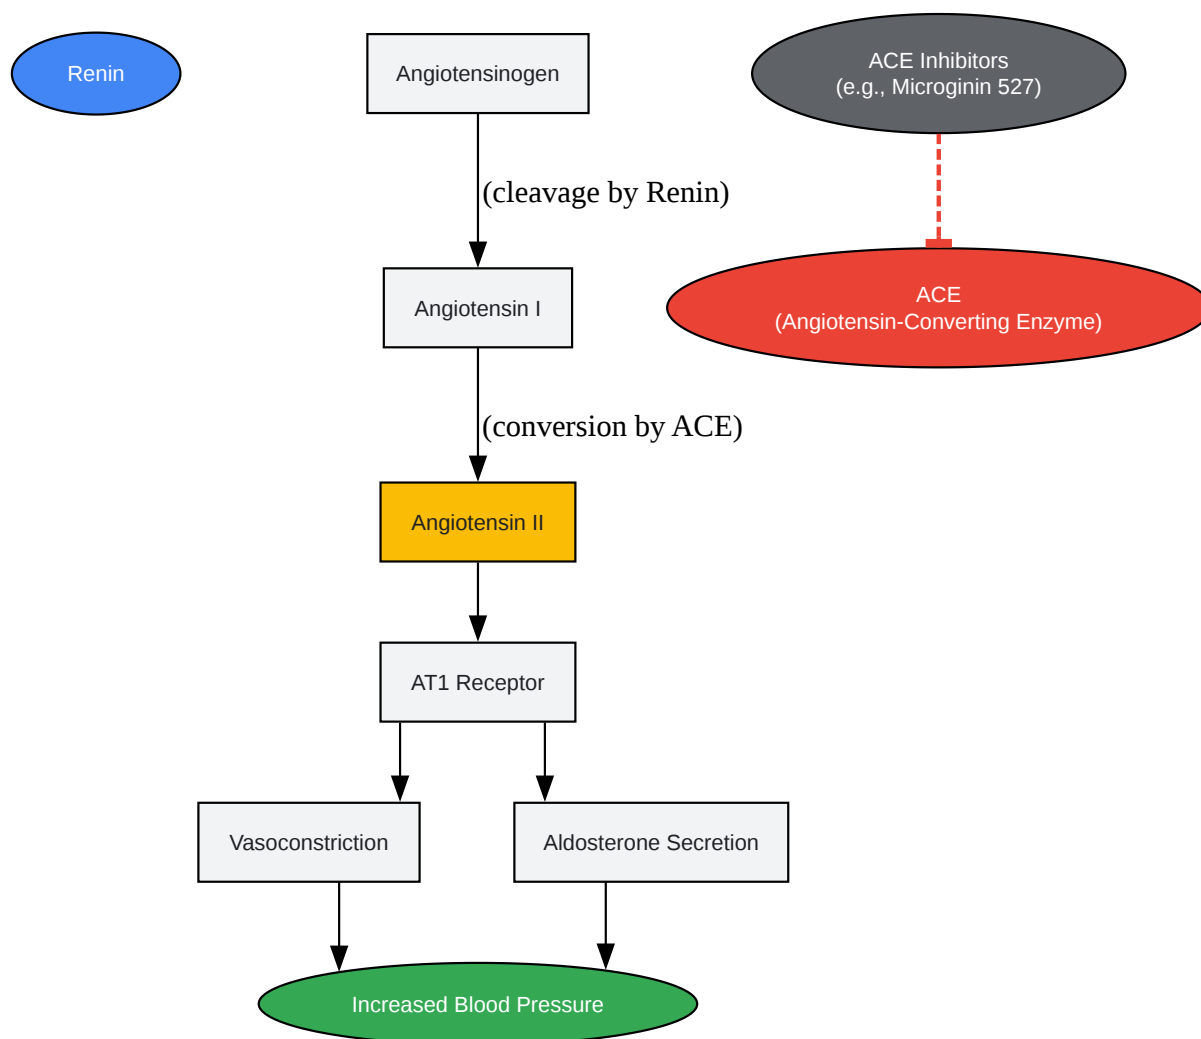 Renin
Angiotensinogen
ACE Inhibitors
(e.g., Microginin 527)
(cleavage by Renin)
Angiotensin I
ACE
(Angiotensin-Converting Enzyme)
(conversion by ACE)
Angiotensin II
AT1 Receptor
Vasoconstriction
Aldosterone Secretion
Increased Blood Pressure